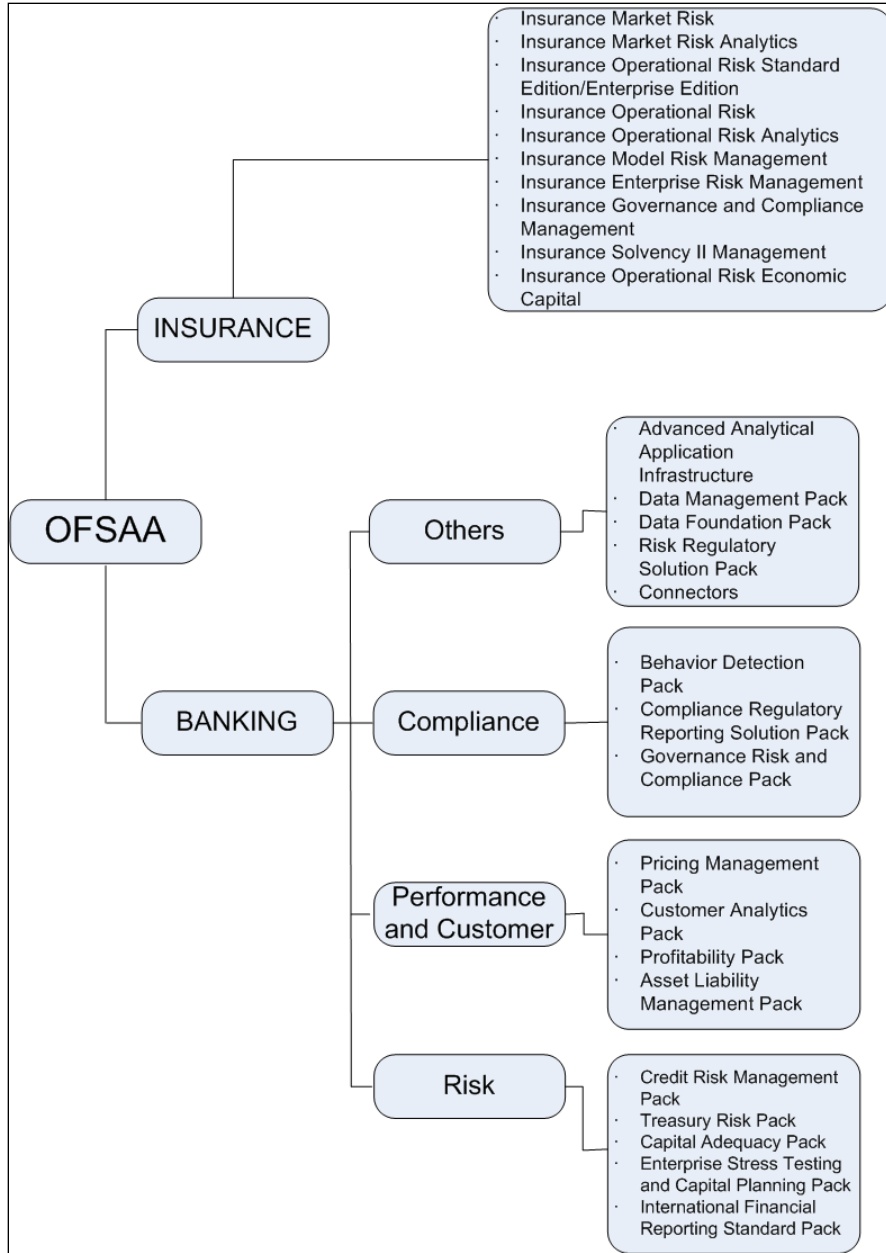 · Insurance Market Risk
· Insurance Market Risk Analytics
· Insurance Operational Risk Standard
Edition/Enterprise Edition
· Insurance Operational Risk
· Insurance Operational Risk Analytics
· Insurance Model Risk Management
· Insurance Enterprise Risk Management
· Insurance Governance and Compliance
Management
· Insurance Solvency II Management
· Insurance Operational Risk Economic
Capital
INSURANCE
OFSAA
BANKING
Others
· Advanced Analytical
Application
Infrastructure
· Data Management Pack
· Data Foundation Pack
· Risk Regulatory
Solution Pack
· Connectors
Compliance
· Behavior Detection
Pack
· Compliance Regulatory
Reporting Solution Pack
· Governance Risk and
Compliance Pack
Performance
and Customer
· Pricing Management
Pack
· Customer Analytics
Pack
· Profitability Pack
· Asset Liability
Management Pack
Risk
· Credit Risk Management
Pack
· Treasury Risk Pack
· Capital Adequacy Pack
· Enterprise Stress Testing
and Capital Planning Pack
· International Financial
Reporting Standard Pack